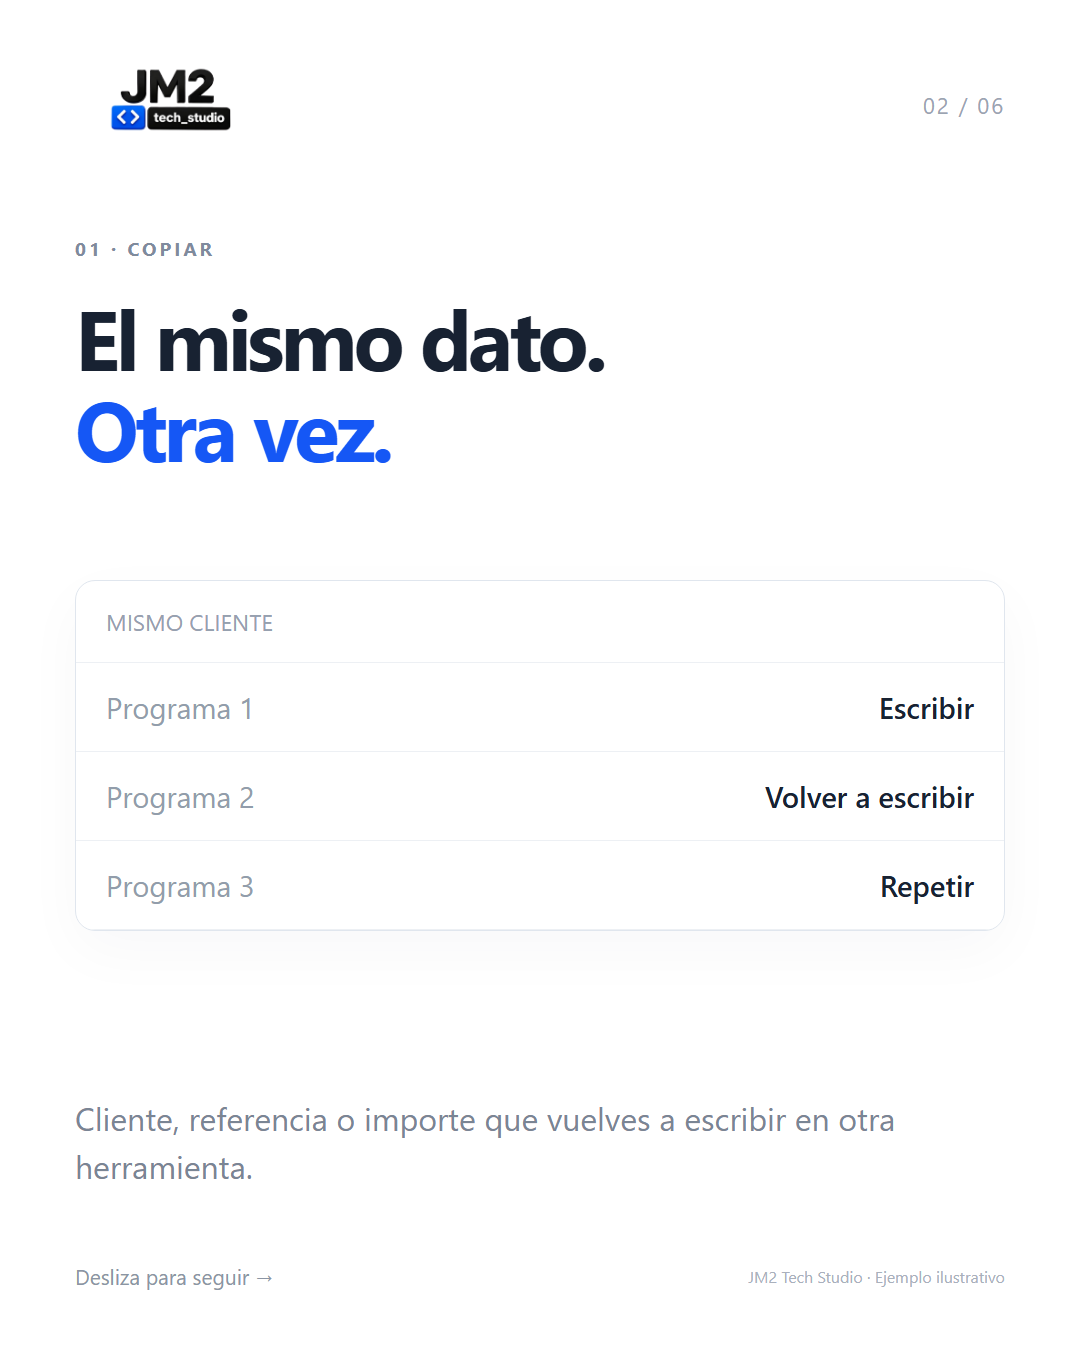 JM2
<> tech_studio
02 / 06
01 · COPIAR
El mismo dato.
Otra vez.
MISMO CLIENTE
Programa 1 Escribir
Programa 2 Volver a escribir
Programa 3 Repetir
Cliente, referencia o importe que vuelves a escribir en otra
herramienta.
Desliza para seguir →
JM2 Tech Studio · Ejemplo ilustrativo